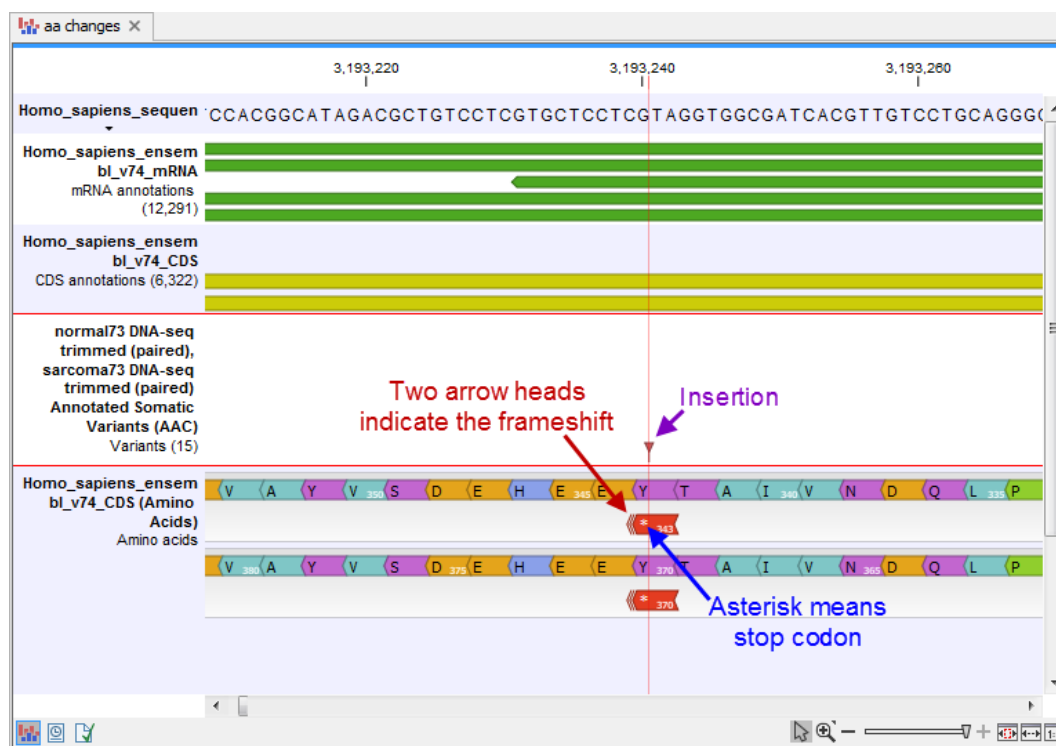 aa changes
3,193,220 3,193,240 3,193,260
Homo_sapiens_sequen
CCACGGCATAGACGCTGTCCTCGTGCTCCTCGTAGGTGGCGATCACGTTGTCCTGCAGGG
Homo_sapiens_ensem
bl_v74_mRNA
mRNA annotations
(12,291)
Homo_sapiens_ensem
bl_v74_CDS
CDS annotations (6,322)
normal73 DNA-seq
trimmed (paired),
sarcoma73 DNA-seq
trimmed (paired)
Annotated Somatic
Variants (AAC)
Variants (15)
Two arrow heads
indicate the frameshift
Insertion
Homo_sapiens_ensem
bl_v74_CDS (Amino
Acids)
Amino acids
V A Y V 350 S D E H E 345 E Y T A I 340 V N D Q L 335 P
* 343
V 380 A Y V S D 375 E H E E Y 370 T A I V N 365 D Q L P
* 370
Asterisk means
stop codon